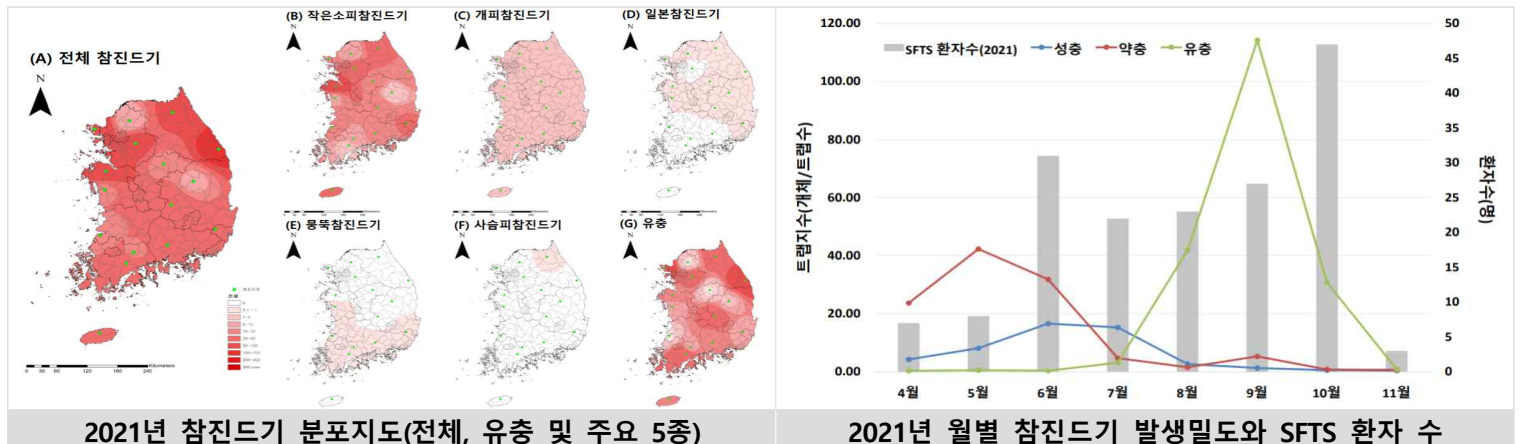 (A) 전체 참진드기
N
Kilometers
0 30 60 120 180 240
(B) 작은소피참진드기
N
(C) 개피참진드기
N
(D) 일본참진드기
N
(E) 뭉뚝참진드기
N
(F) 사슴피참진드기
N
(G) 유충
N
2021년 참진드기 분포지도(전체, 유충 및 주요 5종)
SFTS 환자수(2021) 성충 약충 유충
트랩지수(개체/트랩수)
120.00
100.00
80.00
60.00
40.00
20.00
0.00
50
45
40
35
30
25
20
15
10
5
0
환자수(명)
4월 5월 6월 7월 8월 9월 10월 11월
2021년 월별 참진드기 발생밀도와 SFTS 환자 수